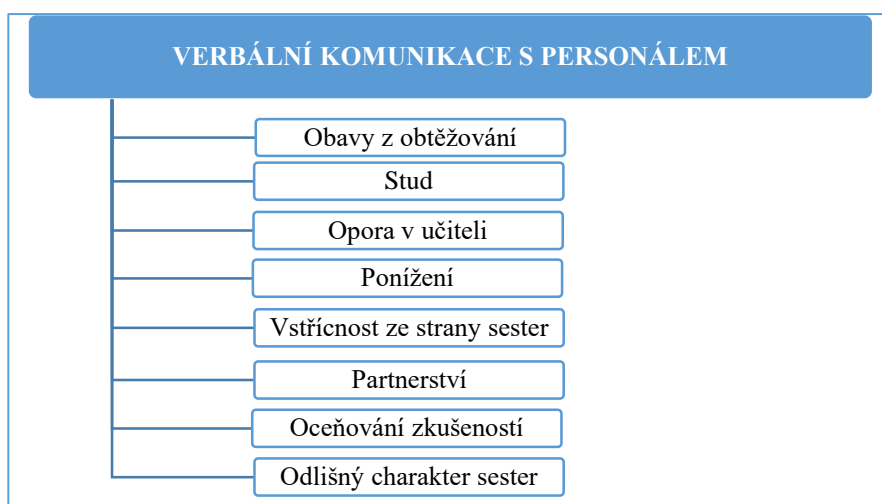 VERBÁLNÍ KOMUNIKACE S PERSONÁLEM
Obavy z obtěžování
Stud
Opora v učiteli
Ponížení
Vstřícnost ze strany sester
Partnerství
Oceňování zkušeností
Odlišný charakter sester